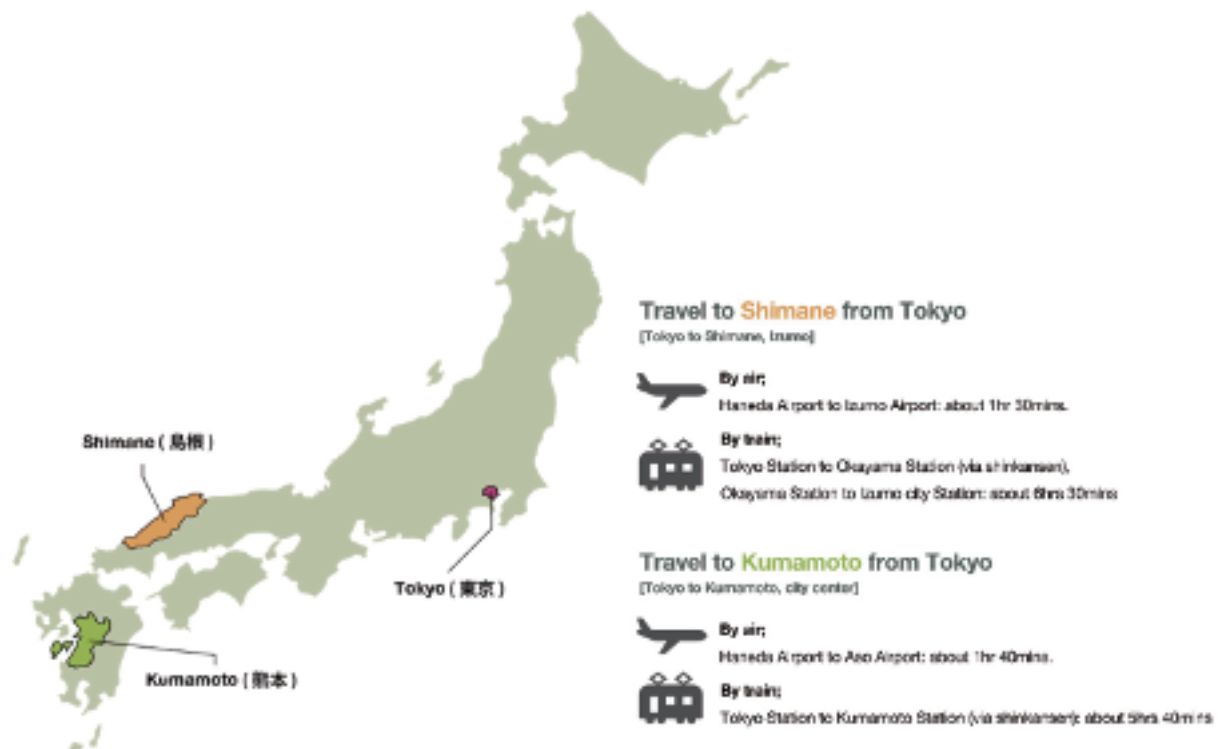 Shimane ( 島根 )
Tokyo ( 東京 )
Kumamoto ( 熊本 )
Travel to Shimane from Tokyo
[Tokyo to Shimane, Izumo]
By air;
Haneda Airport to Izumo Airport: about 1hr 30mins.
By train;
Tokyo Station to Okayama Station (via shinkansen),
Okayama Station to Izumo city Station: about 6hrs 30mins
Travel to Kumamoto from Tokyo
[Tokyo to Kumamoto, city center]
By air;
Haneda Airport to Aso Airport: about 1hr 40mins.
By train;
Tokyo Station to Kumamoto Station (via shinkansen): about 5hrs 40mins